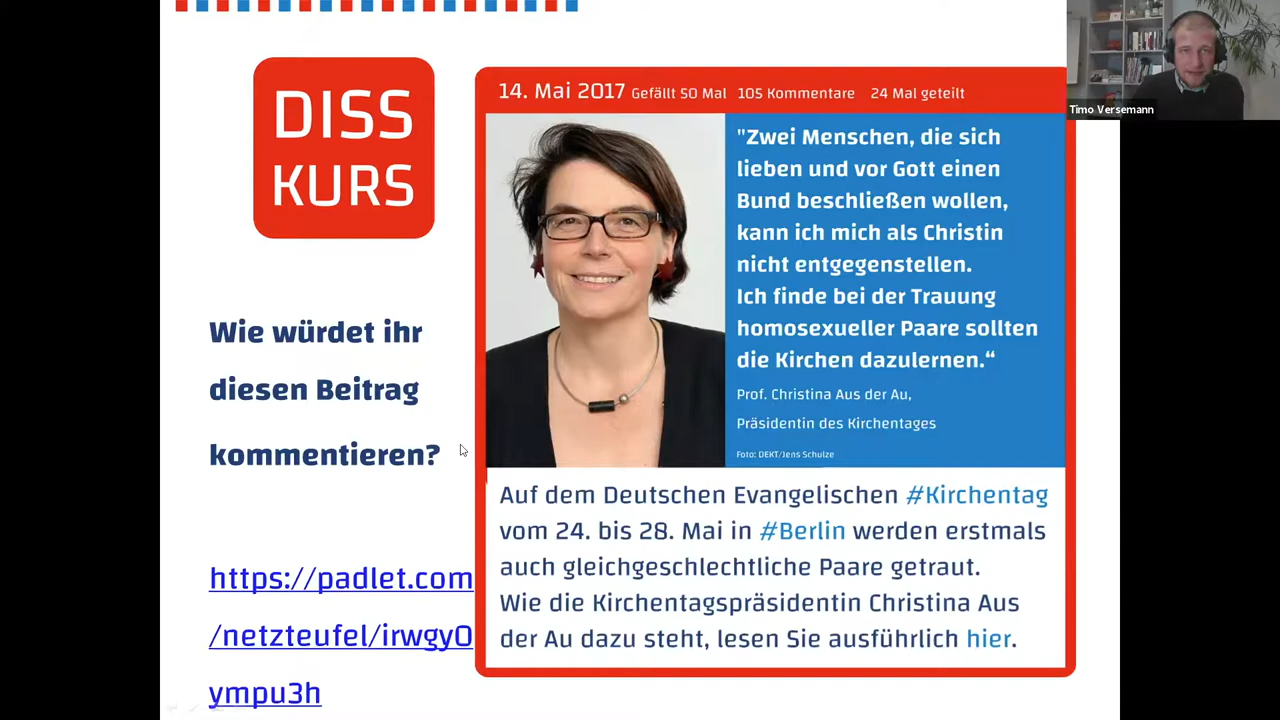 DISS
KURS
Wie würdet ihr
diesen Beitrag
kommentieren?
https://padlet.com
/netzteufel/irwgy0
ympu3h
14. Mai 2017 Gefällt 50 Mal 105 Kommentare 24 Mal geteilt
"Zwei Menschen, die sich
lieben und vor Gott einen
Bund beschließen wollen,
kann ich mich als Christin
nicht entgegenstellen.
Ich finde bei der Trauung
homosexueller Paare sollten
die Kirchen dazulernen.“
Prof. Christina Aus der Au,
Präsidentin des Kirchentages
Foto: DEKT/Jens Schulze
Auf dem Deutschen Evangelischen #Kirchentag
vom 24. bis 28. Mai in #Berlin werden erstmals
auch gleichgeschlechtliche Paare getraut.
Wie die Kirchentagspräsidentin Christina Aus
der Au dazu steht, lesen Sie ausführlich hier.
Timo Versemann